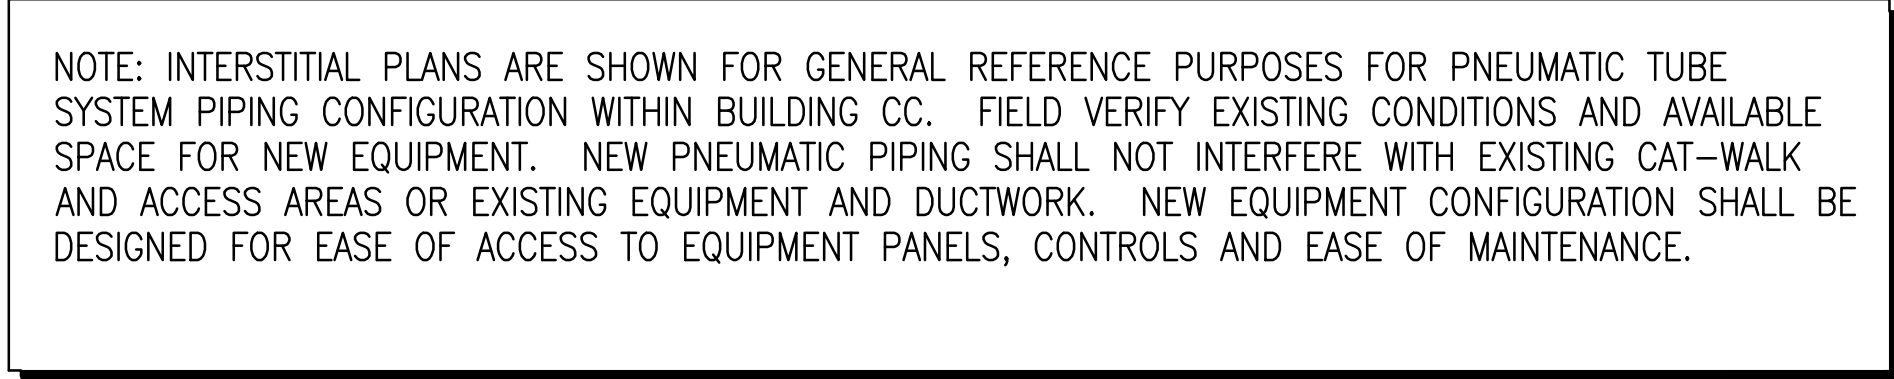 NOTE: INTERSTITIAL PLANS ARE SHOWN FOR GENERAL REFERENCE PURPOSES FOR PNEUMATIC TUBE
SYSTEM PIPING CONFIGURATION WITHIN BUILDING CC.  FIELD VERIFY EXISTING CONDITIONS AND AVAILABLE
SPACE FOR NEW EQUIPMENT.  NEW PNEUMATIC PIPING SHALL NOT INTERFERE WITH EXISTING CAT-WALK
AND ACCESS AREAS OR EXISTING EQUIPMENT AND DUCTWORK.  NEW EQUIPMENT CONFIGURATION SHALL BE
DESIGNED FOR EASE OF ACCESS TO EQUIPMENT PANELS, CONTROLS AND EASE OF MAINTENANCE.